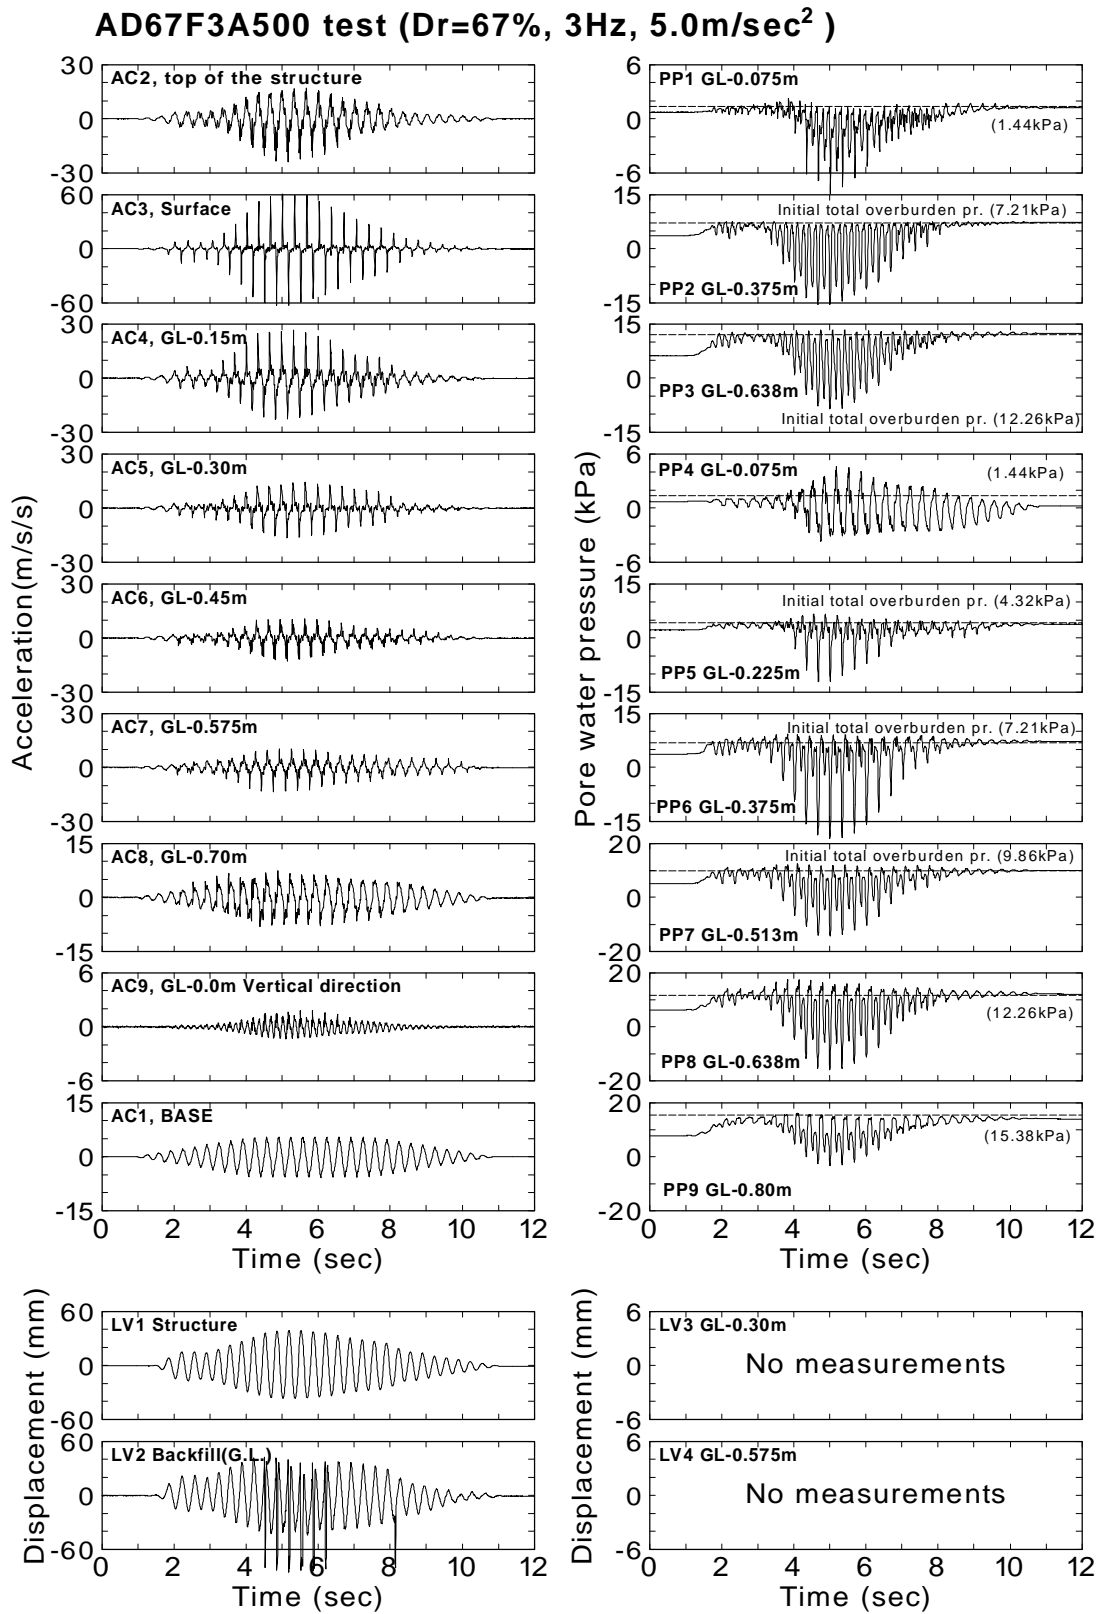 AD67F3A500 test (Dr=67%, 3Hz, 5.0m/sec² )
Acceleration(m/s/s)
30
0
-30
AC2, top of the structure
60
0
-60
AC3, Surface
30
0
-30
AC4, GL-0.15m
30
0
-30
AC5, GL-0.30m
30
0
-30
AC6, GL-0.45m
30
0
-30
AC7, GL-0.575m
15
0
-15
AC8, GL-0.70m
6
0
-6
AC9, GL-0.0m Vertical direction
15
0
-15
AC1, BASE
0 2 4 6 8 10 12
Time (sec)
Pore water pressure (kPa)
6
0
-6
PP1 GL-0.075m
(1.44kPa)
15
0
-15
Initial total overburden pr. (7.21kPa)
PP2 GL-0.375m
15
0
-15
PP3 GL-0.638m
Initial total overburden pr. (12.26kPa)
6
0
-6
PP4 GL-0.075m
(1.44kPa)
15
0
-15
Initial total overburden pr. (4.32kPa)
PP5 GL-0.225m
15
0
-15
Initial total overburden pr. (7.21kPa)
PP6 GL-0.375m
20
0
-20
Initial total overburden pr. (9.86kPa)
PP7 GL-0.513m
20
0
-20
(12.26kPa)
PP8 GL-0.638m
20
0
-20
(15.38kPa)
PP9 GL-0.80m
0 2 4 6 8 10 12
Time (sec)
Displacement (mm)
60
0
-60
LV1 Structure
60
0
-60
LV2 Backfill(G.L.)
0 2 4 6 8 10 12
Time (sec)
Displacement (mm)
6
0
-6
LV3 GL-0.30m
No measurements
6
0
-6
LV4 GL-0.575m
No measurements
0 2 4 6 8 10 12
Time (sec)